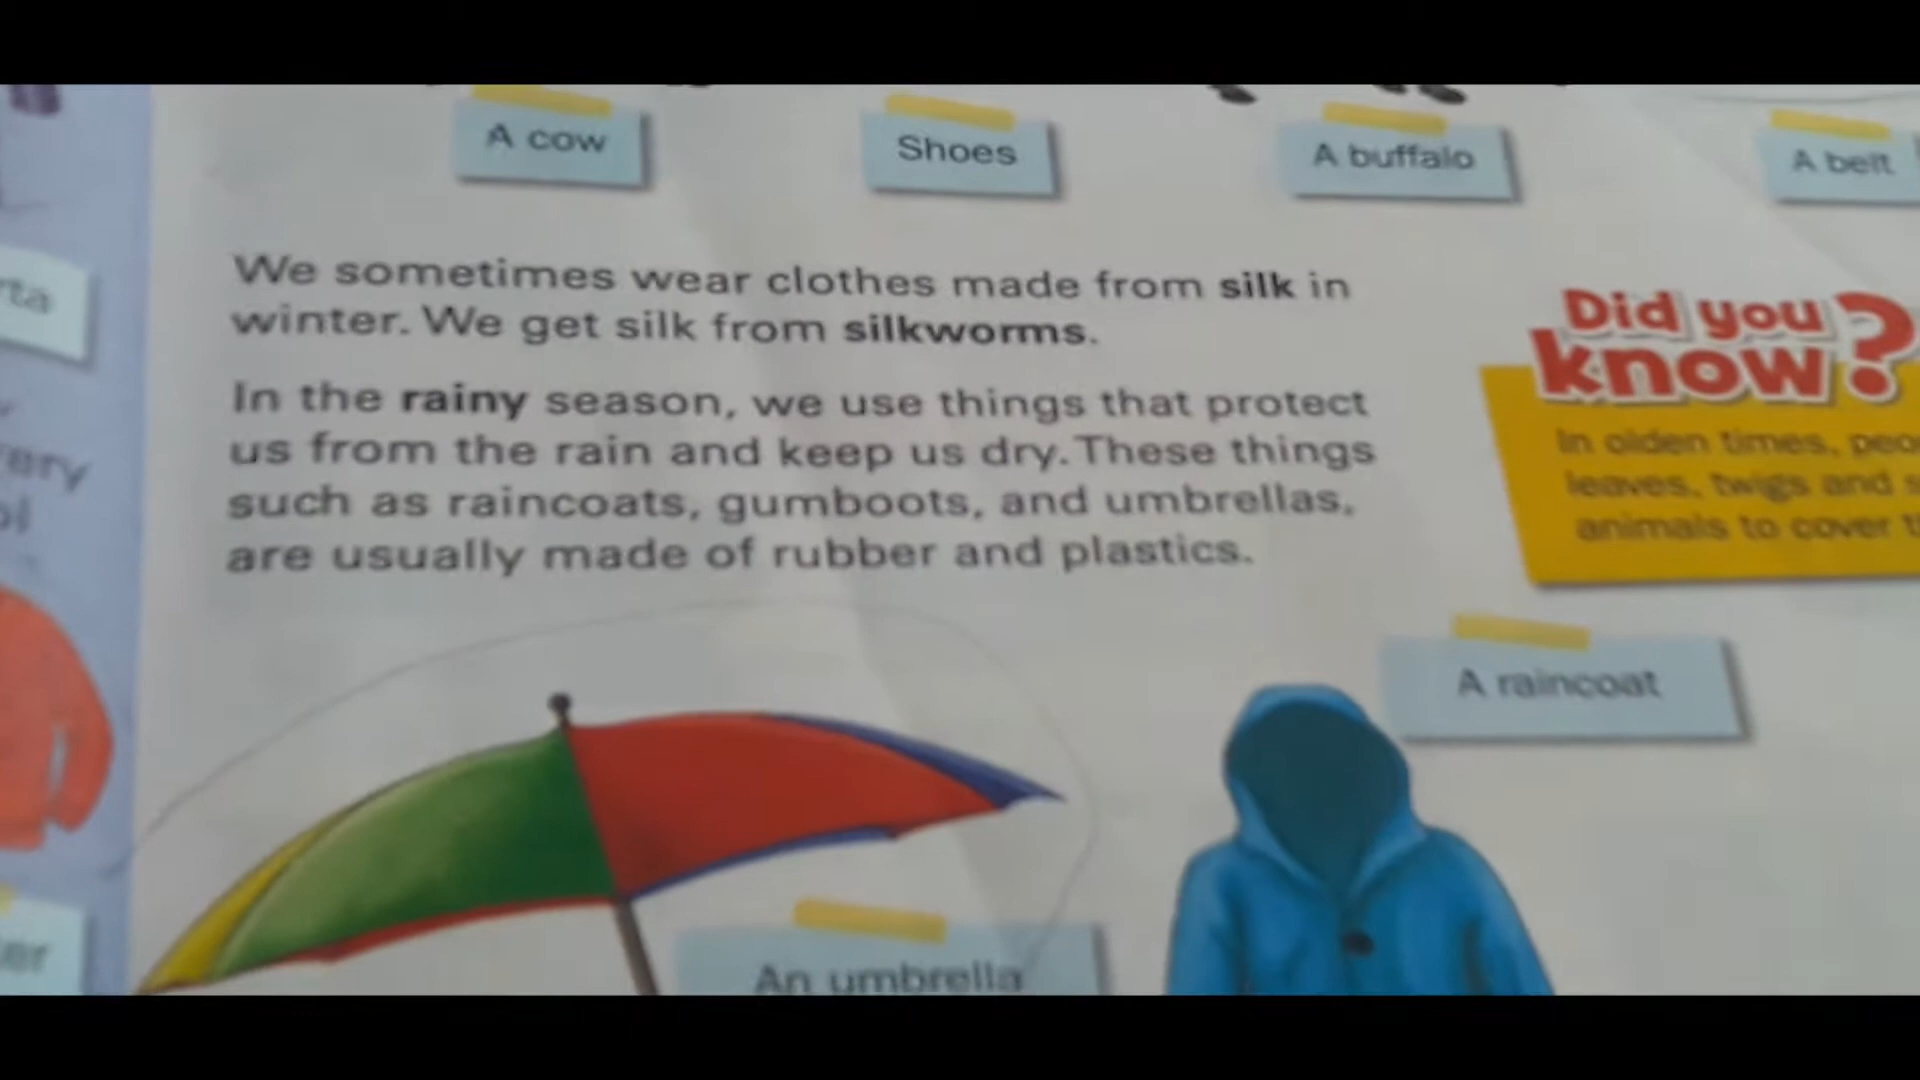 A cow
Shoes
A buffalo
A belt
We sometimes wear clothes made from silk in
winter. We get silk from silkworms.
In the rainy season, we use things that protect
us from the rain and keep us dry. These things
such as raincoats, gumboots, and umbrellas,
are usually made of rubber and plastics.
Did you
know?
In olden times,
leaves, twigs and
animals to cover
A raincoat
An umbrella